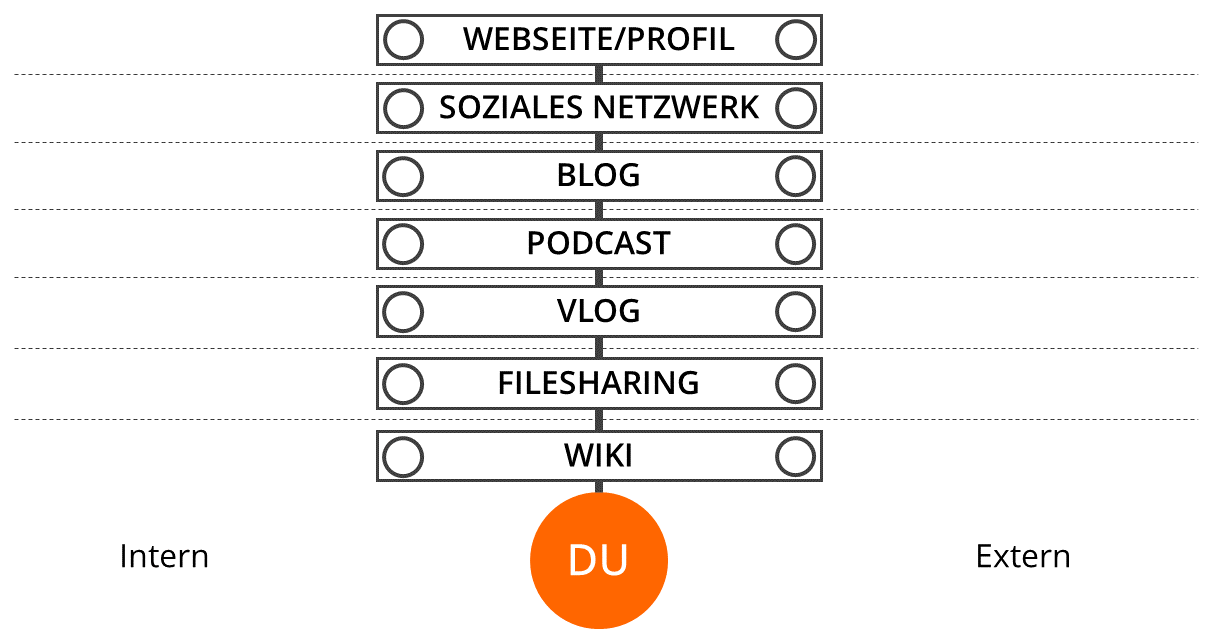 WEBSEITE/PROFIL
SOZIALES NETZWERK
BLOG
PODCAST
VLOG
FILESHARING
WIKI
Intern
DU
Extern